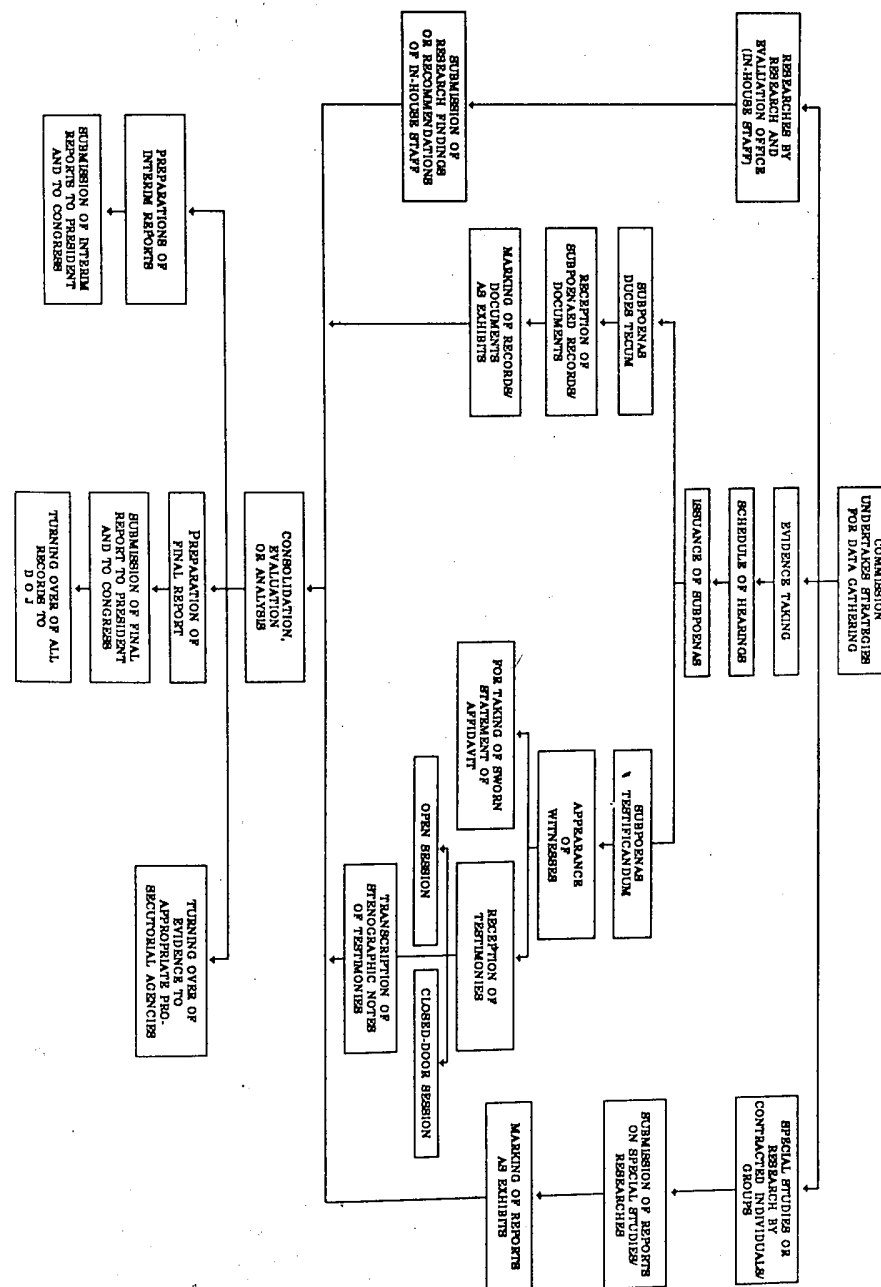 COMMISSION
UNDERTAKES STRATEGIES
FOR DATA GATHERING
RESEARCHES BY
RESEARCH AND
EVALUATION OFFICE
(IN-HOUSE STAFF)
EVIDENCE TAKING
SPECIAL STUDIES OR
RESEARCH BY
CONTRACTED INDIVIDUALS/
GROUPS
SCHEDULE OF HEARINGS
ISSUANCE OF SUBPOENAS
SUBPOENAS
DUCES TECUM
SUBPOENAS
TESTIFICANDUM
SUBMISSION OF REPORTS
ON SPECIAL STUDIES/
RESEARCHES
RECEPTION OF
SUBPOENAED RECORDS/
DOCUMENTS
APPEARANCE
OF
WITNESSES
SUBMISSION OF
RESEARCH FINDINGS
OR RECOMMENDATIONS
OF IN-HOUSE STAFF
MARKING OF RECORDS/
DOCUMENTS
AS EXHIBITS
FOR TAKING OF SWORN
STATEMENT OF
AFFIDAVIT
RECEPTION OF
TESTIMONIES
MARKING OF REPORTS
AS EXHIBITS
OPEN SESSION
CLOSED-DOOR SESSION
TRANSCRIPTION OF
STENOGRAPHIC NOTES
OF TESTIMONIES
CONSOLIDATION,
EVALUATION
OR ANALYSIS
PREPARATIONS OF
INTERIM REPORTS
PREPARATION OF
FINAL REPORT
TURNING OVER OF
EVIDENCE TO
APPROPRIATE PRO-
SECUTORIAL AGENCIES
SUBMISSION OF INTERIM
REPORTS TO PRESIDENT
AND TO CONGRESS
SUBMISSION OF FINAL
REPORT TO PRESIDENT
AND TO CONGRESS
TURNING OVER OF ALL
RECORDS TO
D O J